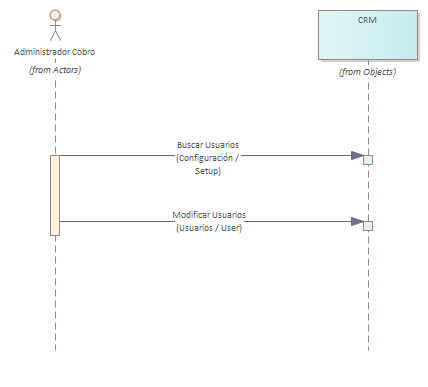 CRM
Administrador Cobro
(from Actors)
(from Objects)
Buscar Usuarios
(Configuración /
Setup)
Modificar Usuarios
(Usuarios / User)